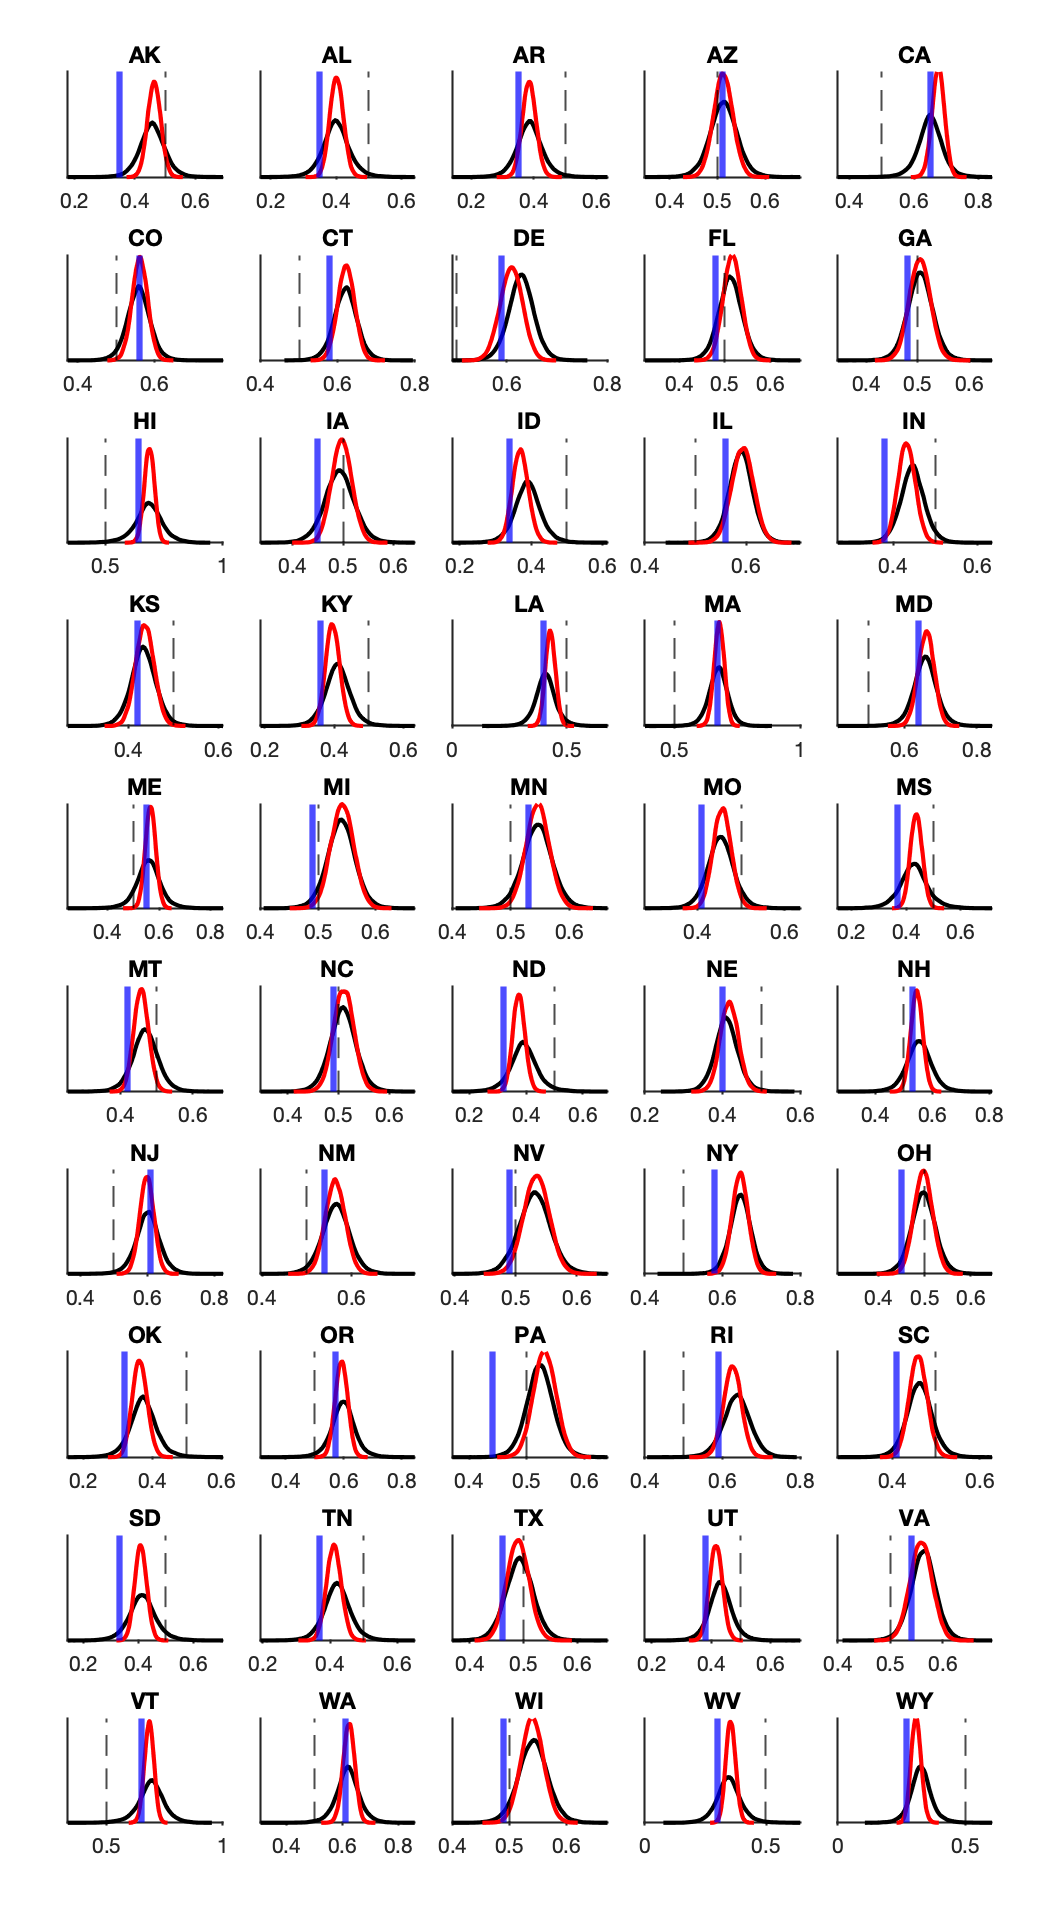 AK AL AR AZ CA
0.2 0.4 0.6 0.2 0.4 0.6 0.2 0.4 0.6 0.4 0.5 0.6 0.4 0.6 0.8
CO CT DE FL GA
0.4 0.6 0.4 0.6 0.8 0.6 0.8 0.4 0.5 0.6 0.4 0.5 0.6
HI IA ID IL IN
0.5 1 0.4 0.5 0.6 0.2 0.4 0.6 0.4 0.6 0.4 0.6
KS KY LA MA MD
0.4 0.6 0.2 0.4 0.6 0 0.5 0.5 1 0.6 0.8
ME MI MN MO MS
0.4 0.6 0.8 0.4 0.5 0.6 0.4 0.5 0.6 0.4 0.6 0.2 0.4 0.6
MT NC ND NE NH
0.4 0.6 0.4 0.5 0.6 0.2 0.4 0.6 0.2 0.4 0.6 0.4 0.6 0.8
NJ NM NV NY OH
0.4 0.6 0.8 0.4 0.6 0.4 0.5 0.6 0.4 0.6 0.8 0.4 0.5 0.6
OK OR PA RI SC
0.2 0.4 0.6 0.4 0.6 0.8 0.4 0.5 0.6 0.4 0.6 0.8 0.4 0.6
SD TN TX UT VA
0.2 0.4 0.6 0.2 0.4 0.6 0.4 0.5 0.6 0.2 0.4 0.6 0.4 0.5 0.6
VT WA WI WV WY
0.5 1 0.4 0.6 0.8 0.4 0.5 0.6 0 0.5 0 0.5